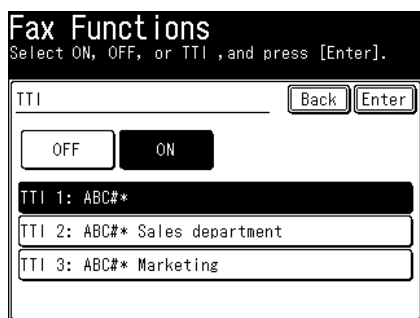 Fax Functions
Select ON, OFF, or TTI ,and press [Enter].
TTI
Back Enter
OFF ON
TTI 1: ABC#*
TTI 2: ABC#* Sales department
TTI 3: ABC#* Marketing